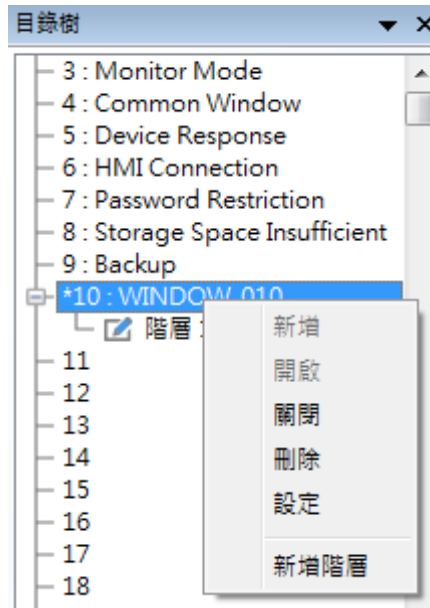 目錄樹
3 : Monitor Mode
4 : Common Window
5 : Device Response
6 : HMI Connection
7 : Password Restriction
8 : Storage Space Insufficient
9 : Backup
*10 : WINDOW_010
階層
新增
開啟
關閉
刪除
設定
新增階層
11
12
13
14
15
16
17
18